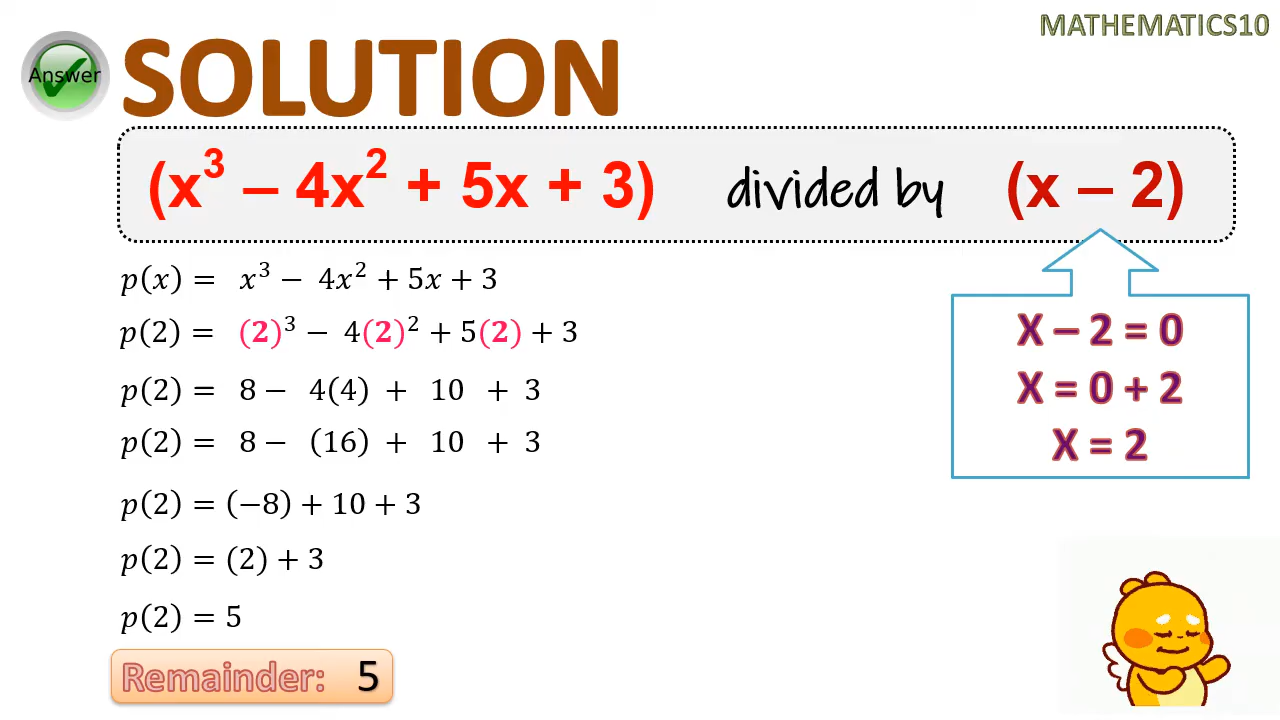 MATHEMATICS10
Answer
SOLUTION
(x³ – 4x² + 5x + 3) divided by (x – 2)
p(x) = x³ − 4x² + 5x + 3
p(2) = (2)³ − 4(2)² + 5(2) + 3
p(2) = 8 − 4(4) + 10 + 3
p(2) = 8 − (16) + 10 + 3
p(2) = (−8) + 10 + 3
p(2) = (2) + 3
p(2) = 5
Remainder: 5
X – 2 = 0
X = 0 + 2
X = 2